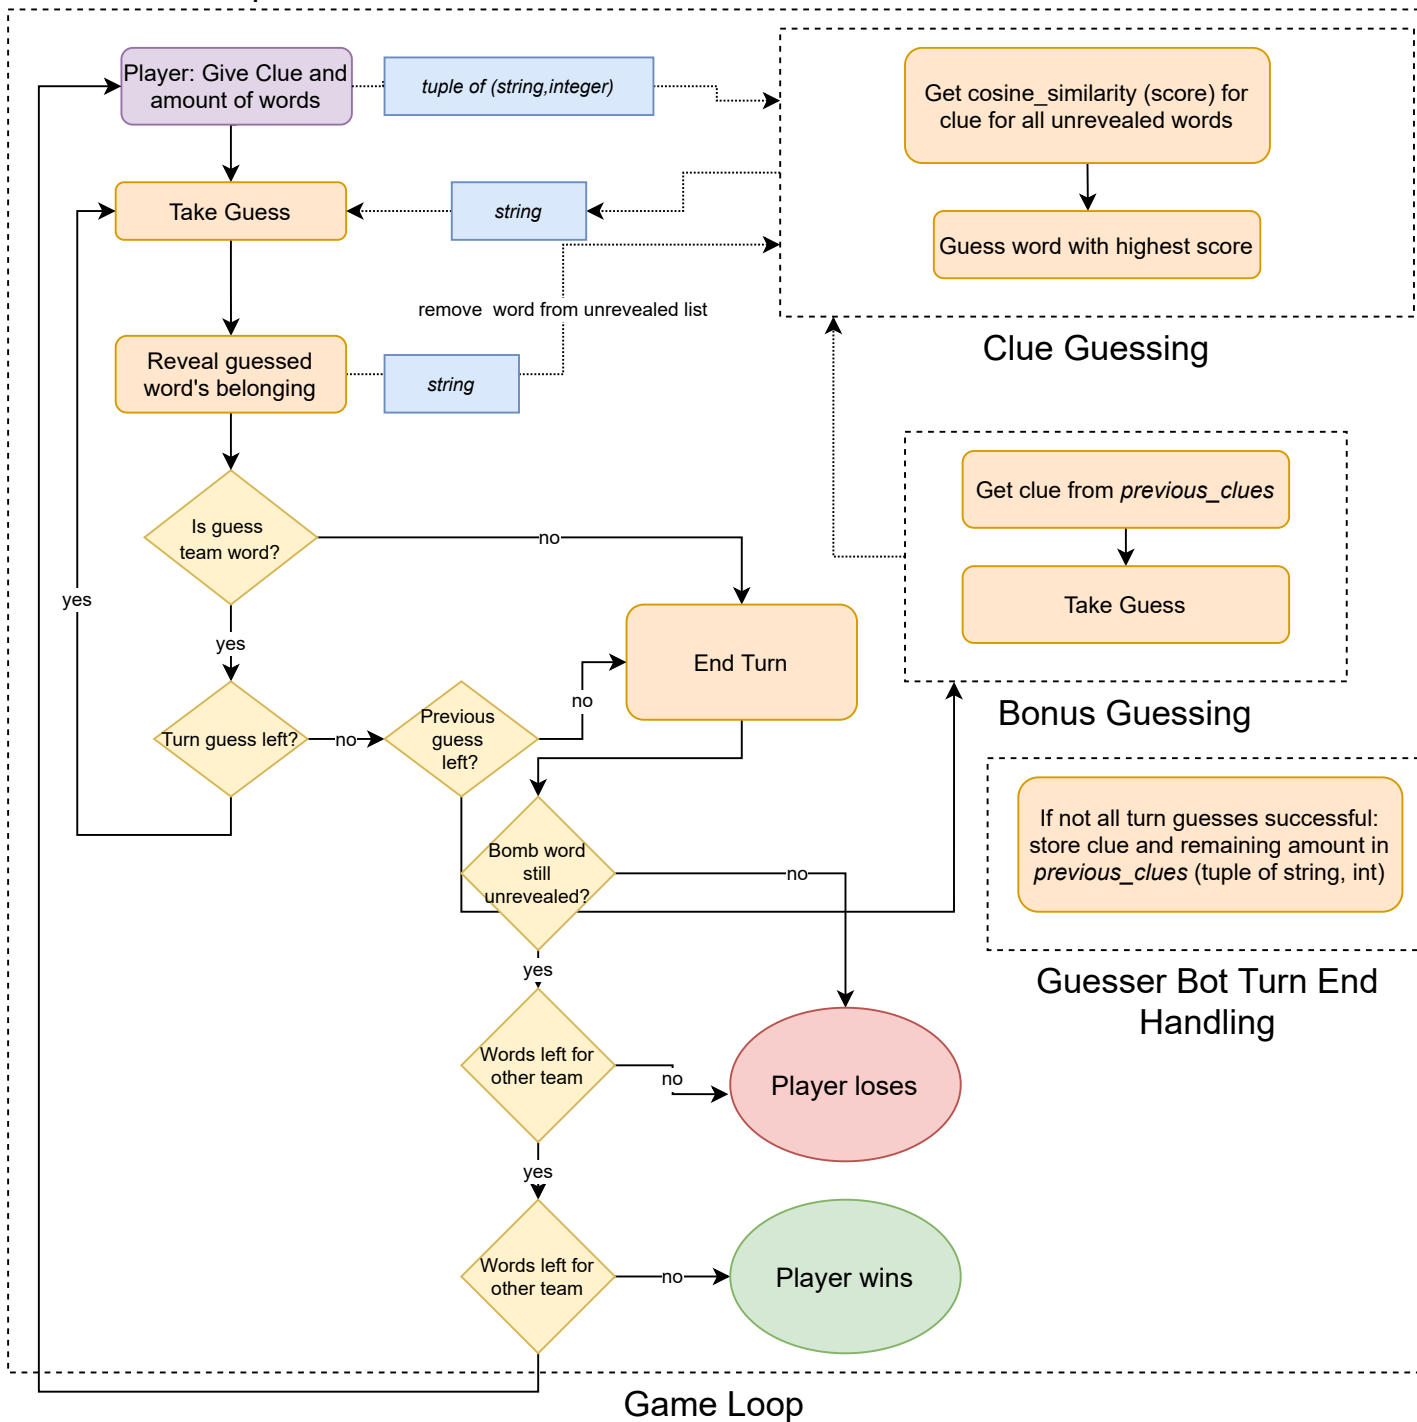 Player: Give Clue and
amount of words
tuple of (string,integer)
Get cosine_similarity (score) for
clue for all unrevealed words
Take Guess
string
Guess word with highest score
remove  word from unrevealed list
Clue Guessing
Reveal guessed
word's belonging
string
Get clue from previous_clues
Is guess
team word?
no
yes
Take Guess
yes
End Turn
Bonus Guessing
no
Turn guess left?
no
Previous
guess
left?
If not all turn guesses successful:
store clue and remaining amount in
previous_clues (tuple of string, int)
Bomb word
still
unrevealed?
no
yes
Guesser Bot Turn End
Handling
Words left for
other team
no
Player loses
yes
Words left for
other team
no
Player wins
Game Loop